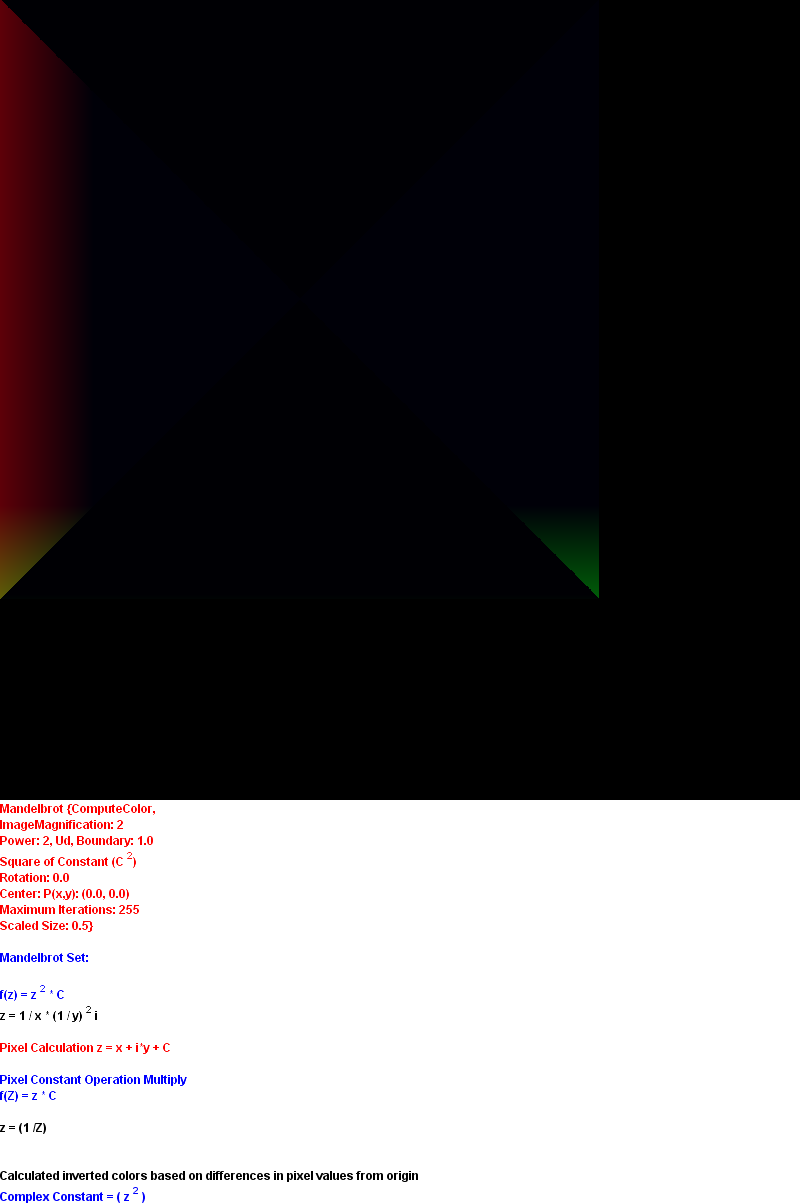 Mandelbrot {ComputeColor,
ImageMagnification: 2
Power: 2, Ud, Boundary: 1.0
Square of Constant (C 2)
Rotation: 0.0
Center: P(x,y): (0.0, 0.0)
Maximum Iterations: 255
Scaled Size: 0.5}
Mandelbrot Set:
f(z) = z 2 * C
z = 1 / x * (1 / y) 2 i
Pixel Calculation z = x + i*y + C
Pixel Constant Operation Multiply
f(Z) = z * C
z = (1 /Z)
Calculated inverted colors based on differences in pixel values from origin
Complex Constant = ( z 2 )